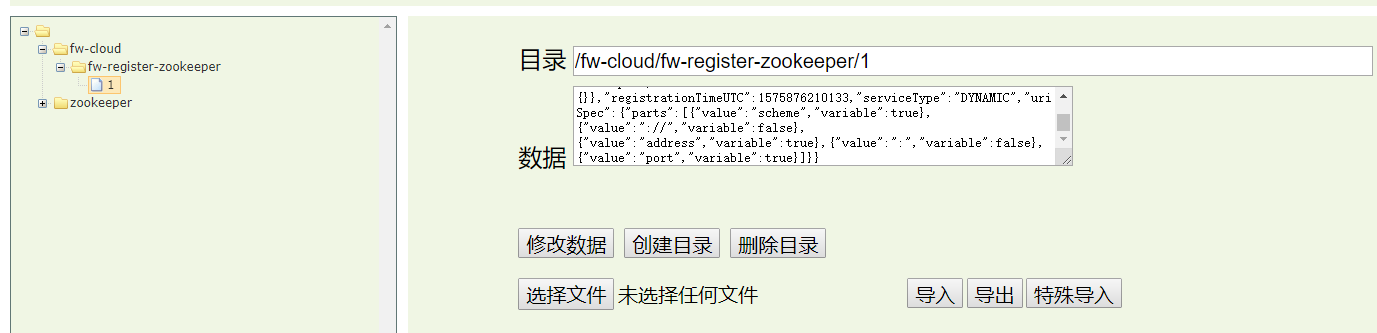 fw-cloud
fw-register-zookeeper
1
zookeeper
目录 /fw-cloud/fw-register-zookeeper/1
{}},"registrationTimeUTC":1575876210133,"serviceType":"DYNAMIC","uri
Spec":{"parts":[{"value":"scheme","variable":true},
{"value":"://","variable":false},
{"value":"address","variable":true},{"value":":","variable":false},
{"value":"port","variable":true}]}}
数据
修改数据 创建目录 删除目录
选择文件 未选择任何文件 导入 导出 特殊导入